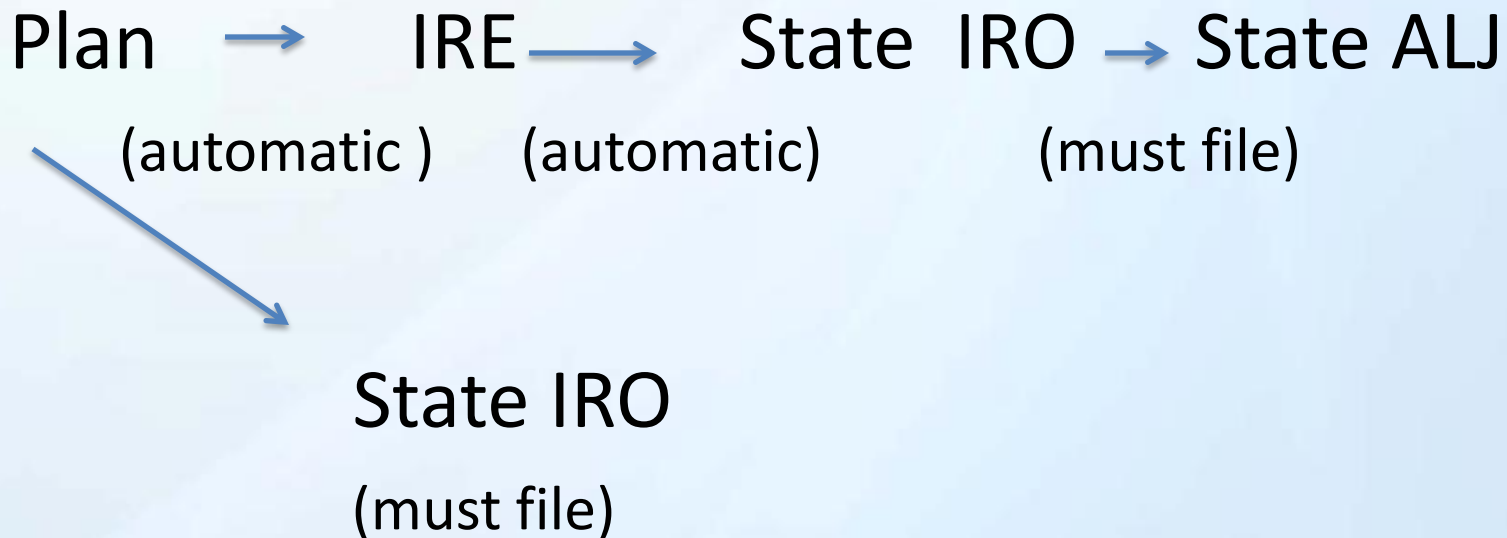 Plan → IRE → State IRO → State ALJ
(automatic ) (automatic) (must file)
State IRO
(must file)